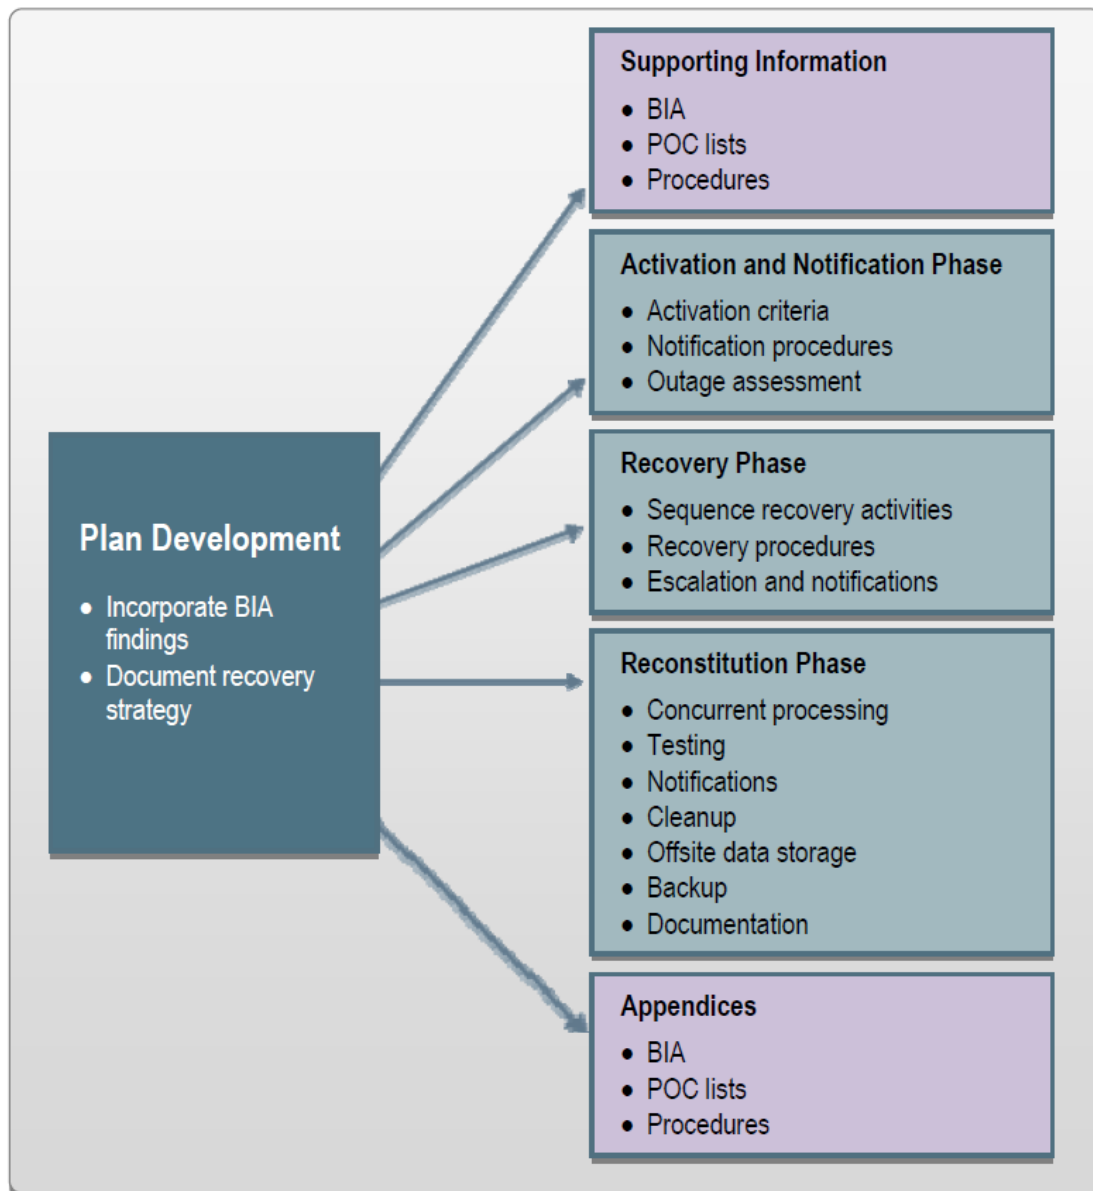 Plan Development
• Incorporate BIA
findings
• Document recovery
strategy
Supporting Information
• BIA
• POC lists
• Procedures
Activation and Notification Phase
• Activation criteria
• Notification procedures
• Outage assessment
Recovery Phase
• Sequence recovery activities
• Recovery procedures
• Escalation and notifications
Reconstitution Phase
• Concurrent processing
• Testing
• Notifications
• Cleanup
• Offsite data storage
• Backup
• Documentation
Appendices
• BIA
• POC lists
• Procedures